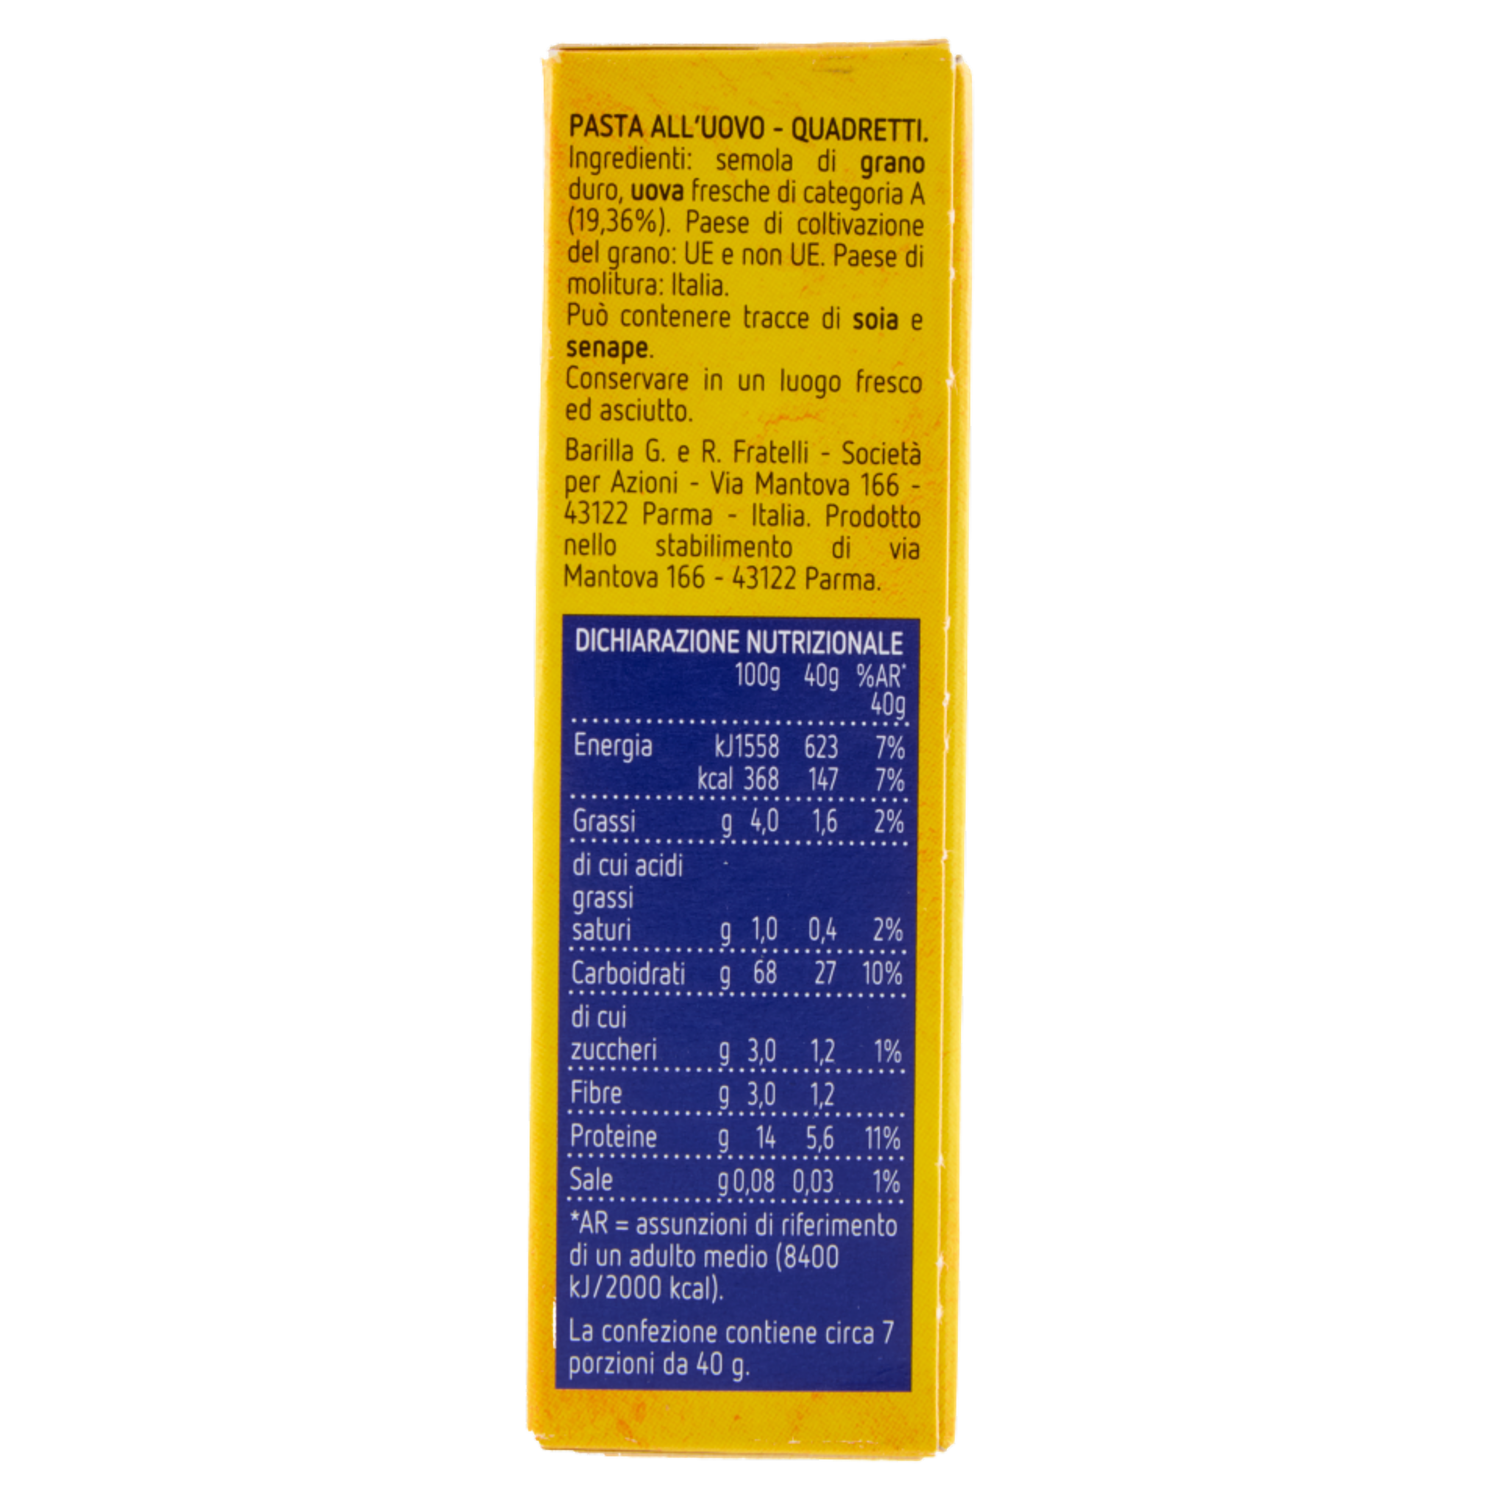 PASTA ALL'UOVO - QUADRETTI.
Ingredienti: semola di grano
duro, uova fresche di categoria A
(19,36%). Paese di coltivazione
del grano: UE e non UE. Paese di
molitura: Italia.
Può contenere tracce di soia e
senape.
Conservare in un luogo fresco
ed asciutto.
Barilla G. e R. Fratelli - Società
per Azioni - Via Mantova 166 -
43122 Parma - Italia. Prodotto
nello stabilimento di via
Mantova 166 - 43122 Parma.
DICHIARAZIONE NUTRIZIONALE
100g 40g %AR*
40g
Energia kJ1558 623 7%
kcal 368 147 7%
Grassi g 4,0 1,6 2%
di cui acidi
grassi
saturi g 1,0 0,4 2%
Carboidrati g 68 27 10%
di cui
zuccheri g 3,0 1,2 1%
Fibre g 3,0 1,2
Proteine g 14 5,6 11%
Sale g0,08 0,03 1%
*AR = assunzioni di riferimento
di un adulto medio (8400
kJ/2000 kcal).
La confezione contiene circa 7
porzioni da 40 g.